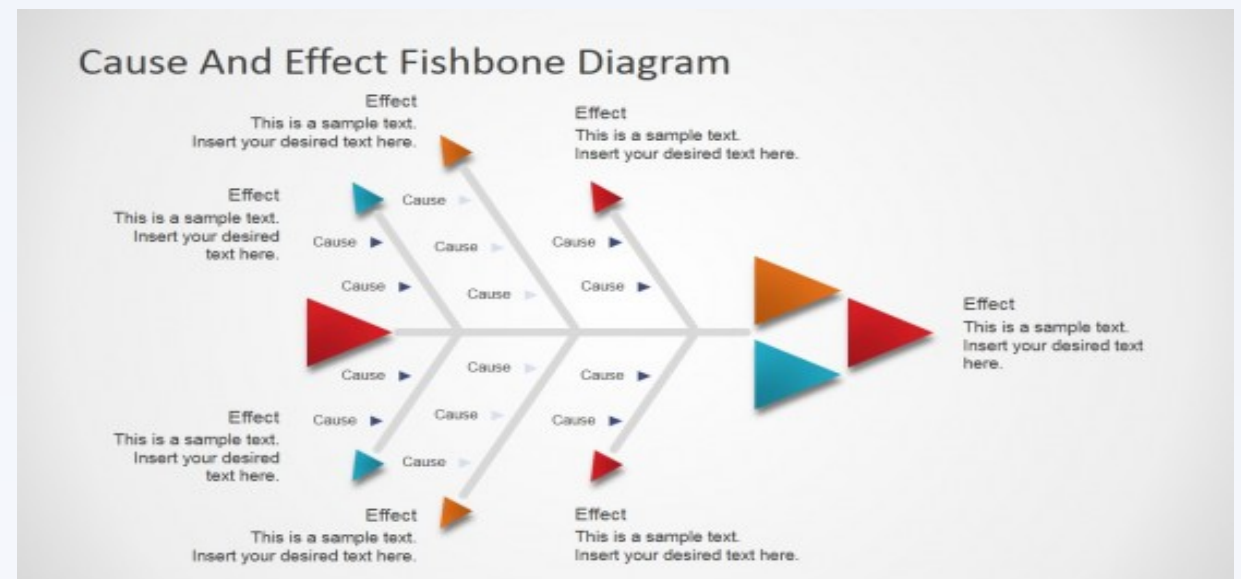 Cause And Effect Fishbone Diagram
Effect
This is a sample text.
Insert your desired text here.
Effect
This is a sample text.
Insert your desired text here.
Effect
This is a sample text.
Insert your desired
text here.
Cause
Cause
Cause
Cause
Cause
Cause
Cause
Effect
This is a sample text.
Insert your desired text
here.
Cause
Cause
Cause
Cause
Cause
Cause
Cause
Effect
This is a sample text.
Insert your desired
text here.
Effect
This is a sample text.
Insert your desired text here.
Effect
This is a sample text.
Insert your desired text here.